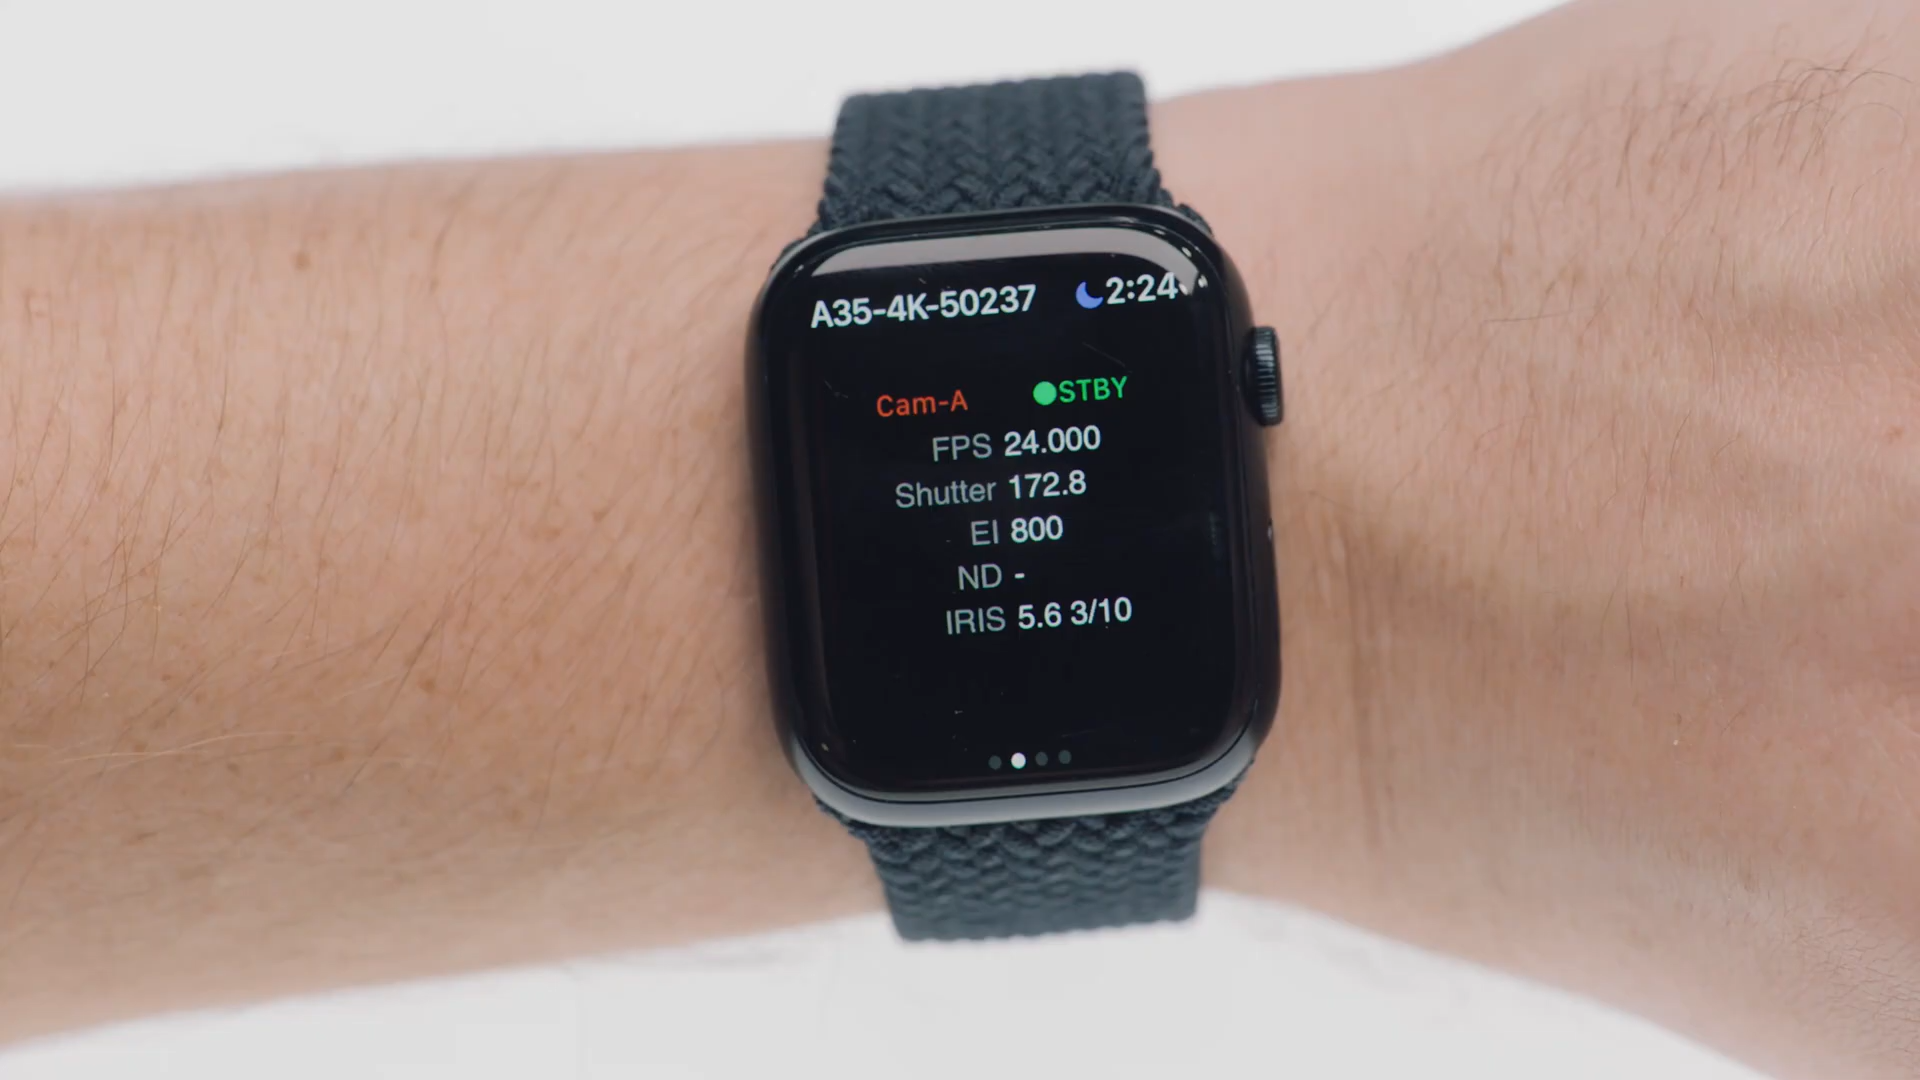 A35-4K-50237 2:24
Cam-A STBY
FPS 24.000
Shutter 172.8
EI 800
ND -
IRIS 5.6 3/10